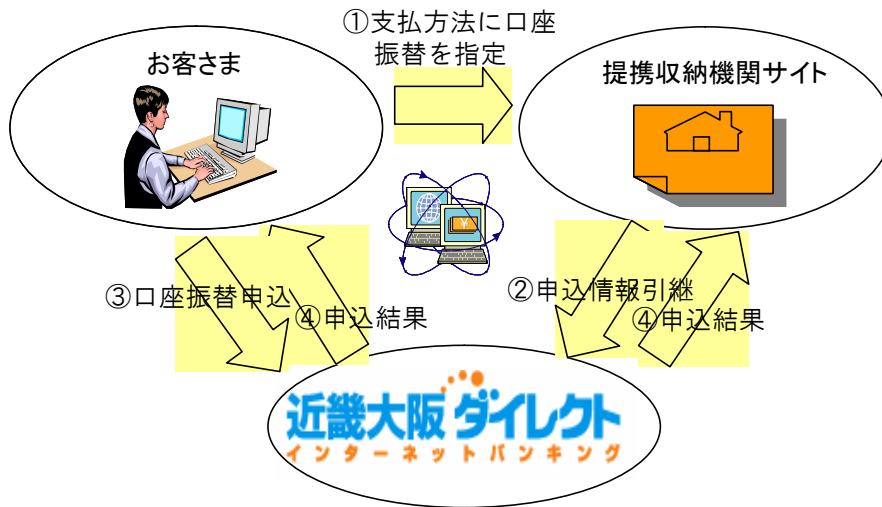 ①支払方法に口座
振替を指定
お客さま
提携収納機関サイト
③口座振替申込
④申込結果
②申込情報引継
④申込結果
近畿大阪ダイレクト
インターネットバンキング